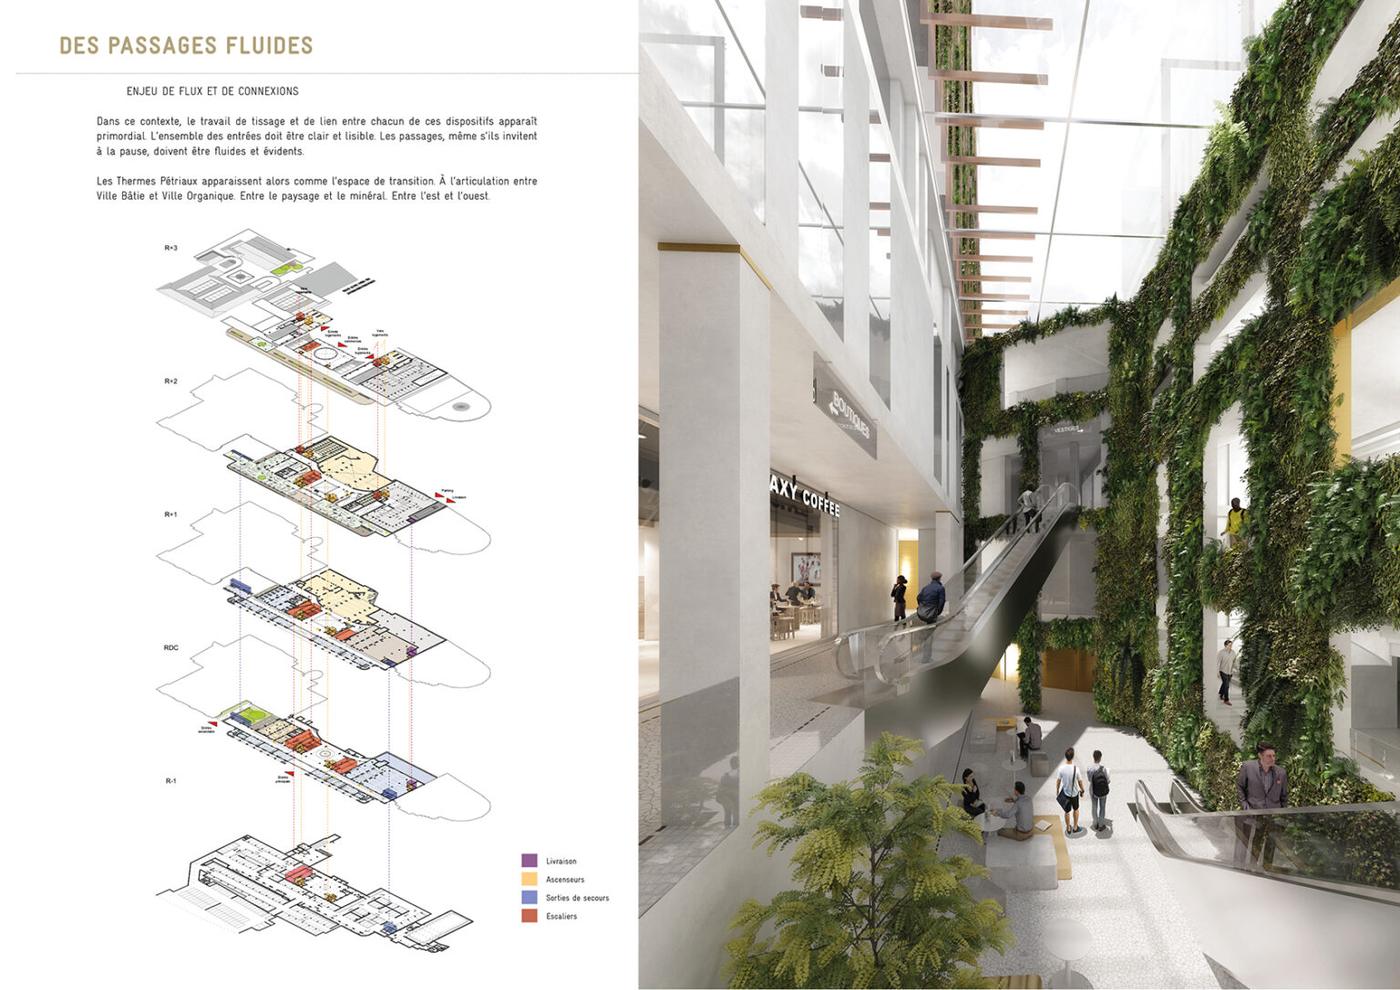 DES PASSAGES FLUIDES
ENJEU DE FLUX ET DE CONNEXIONS
Dans ce contexte, le travail de tissage et de lien entre chacun de ces dispositifs apparaît
primordial. L'ensemble des entrées doit être clair et lisible. Les passages, même s'ils invitent
à la pause, doivent être fluides et évidents.
Les Thermes Pétriaux apparaissent alors comme l'espace de transition. À l'articulation entre
Ville Bâtie et Ville Organique. Entre le paysage et le minéral. Entre l'est et l'ouest.
R+3
R+2
Parking
Livraison
R+1
RDC
R-1
Livraison
Ascenseurs
Sorties de secours
Escaliers
BOUTIQUES
AXY COFFEE
VESTIGES